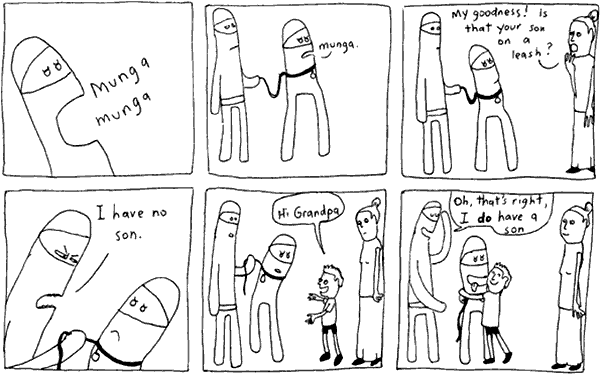 Munga
munga
munga.
My goodness! is
that your son
on a
leash?
I have no
son.
Hi Grandpa
Oh, that's right,
I do have a
son